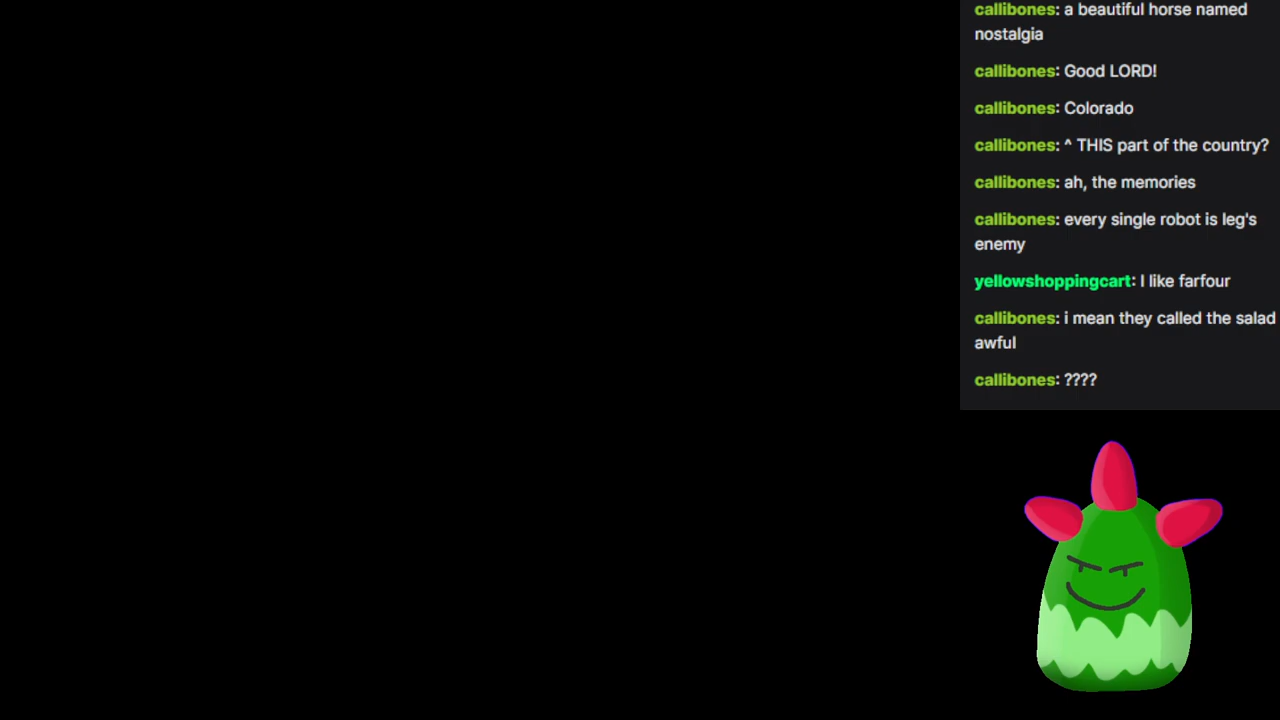 callibones: a beautiful horse named
nostalgia
callibones: Good LORD!
callibones: Colorado
callibones: ^ THIS part of the country?
callibones: ah, the memories
callibones: every single robot is leg's
enemy
yellowshoppingcart: I like farfour
callibones: i mean they called the salad
awful
callibones: ????